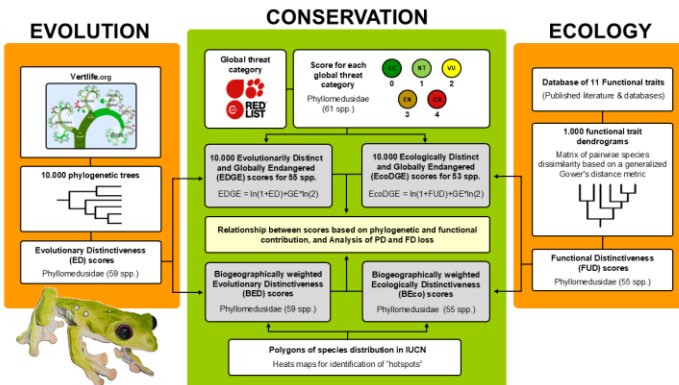 EVOLUTION
Vertlife.org
10.000 phylogenetic trees
Evolutionary Distinctiveness
(ED) scores
Phyllomedusidae (59 spp.)
CONSERVATION
Global threat
category
RED
LIST
Score for each
global threat
category
Phyllomedusidae
(61 spp.)
LC NT VU
0 1 2
EN CR
3 4
10.000 Evolutionarily Distinct
and Globally Endangered
(EDGE) scores for 55 spp.
EDGE = ln(1+ED)+GE*ln(2)
10.000 Ecologically Distinct
and Globally Endangered
(EcoDGE) scores for 53 spp.
EcoDGE = ln(1+FUD)+GE*ln(2)
Relationship between scores based on phylogenetic and functional
contribution, and Analysis of PD and FD loss
Biogeographically weighted
Evolutionary Distinctiveness
(BED) scores
Phyllomedusidae (59 spp.)
Biogeographically weighted
Ecologically Distinctiveness
(BEco) scores
Phyllomedusidae (55 spp.)
Polygons of species distribution in IUCN
Heats maps for identification of "hotspots"
ECOLOGY
Database of 11 Functional traits
(Published literature & databases)
1.000 functional trait
dendrograms
Matrix of pairwise species
dissimilarity based on a generalized
Gower's distance metric
Functional Distinctiveness
(FUD) scores
Phyllomedusidae (55 spp.)